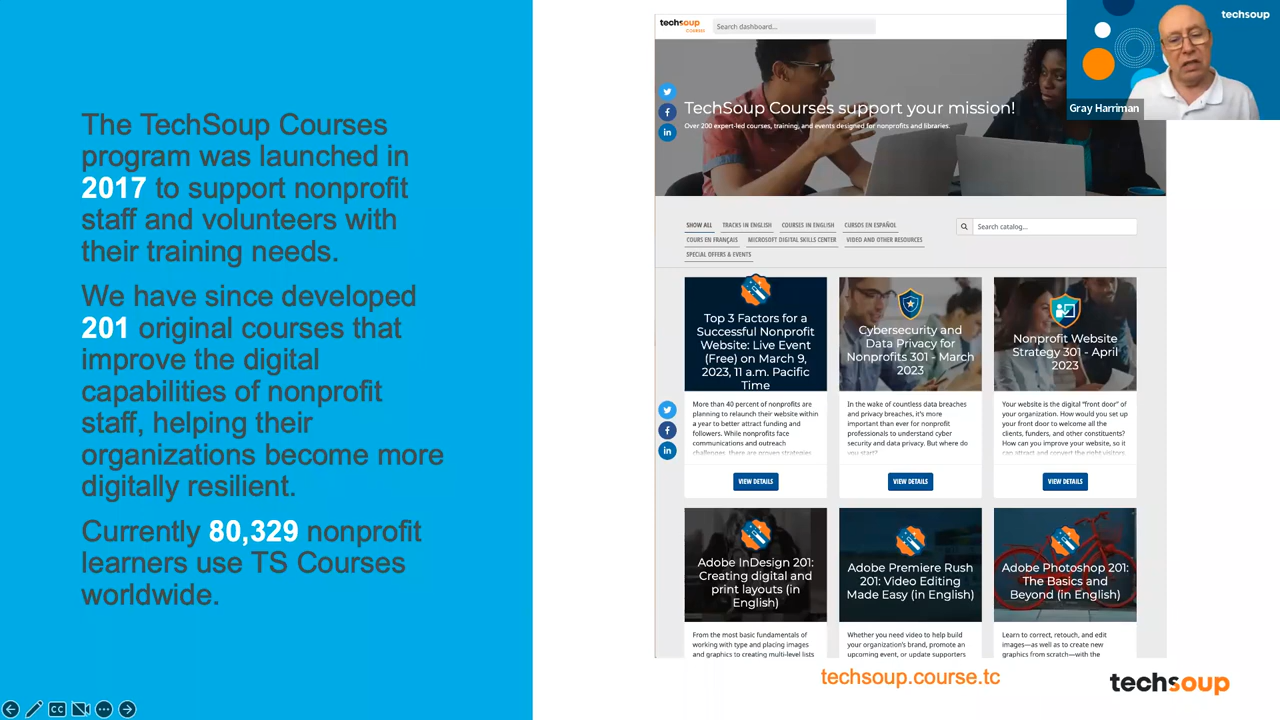 The TechSoup Courses
program was launched in
2017 to support nonprofit
staff and volunteers with
their training needs.
We have since developed
201 original courses that
improve the digital
capabilities of nonprofit
staff, helping their
organizations become more
digitally resilient.
Currently 80,329 nonprofit
learners use TS Courses
worldwide.
CC
techsoup
COURSES
Search dashboard...
TechSoup Courses support your mission!
Over 200 expert-led courses, training, and events designed for nonprofits and libraries.
SHOW ALL TRACKS IN ENGLISH COURSES IN ENGLISH CURSOS EN ESPAÑOL
COURS EN FRANÇAIS MICROSOFT DIGITAL SKILLS CENTER VIDEO AND OTHER RESOURCES
SPECIAL OFFERS & EVENTS
Search catalog...
Top 3 Factors for a
Successful Nonprofit
Website: Live Event
(Free) on March 9,
2023, 11 a.m. Pacific
Time
More than 40 percent of nonprofits are
planning to relaunch their website within
a year to better attract funding and
followers. While nonprofits face
communications and outreach
challenges, there are proven strategies
VIEW DETAILS
Cybersecurity and
Data Privacy for
Nonprofits 301 - March
2023
In the wake of countless data breaches
and privacy breaches, it's more
important than ever for nonprofit
professionals to understand cyber
security and data privacy. But where do
you start?
VIEW DETAILS
Nonprofit Website
Strategy 301 - April
2023
Your website is the digital “front door” of
your organization. How would you set up
your front door to welcome all the
clients, funders, and other constituents?
How can you improve your website, so it
can attract and convert the right visitors
VIEW DETAILS
Adobe InDesign 201:
Creating digital and
print layouts (in
English)
From the most basic fundamentals of
working with type and placing images
and graphics to creating multi-level lists
Adobe Premiere Rush
201: Video Editing
Made Easy (in English)
Whether you need video to help build
your organization's brand, promote an
upcoming event, or update supporters
Adobe Photoshop 201:
The Basics and
Beyond (in English)
Learn to correct, retouch, and edit
images—as well as to create new
graphics from scratch—with the
techsoup.course.tc
techsoup
techsoup
Gray Harriman